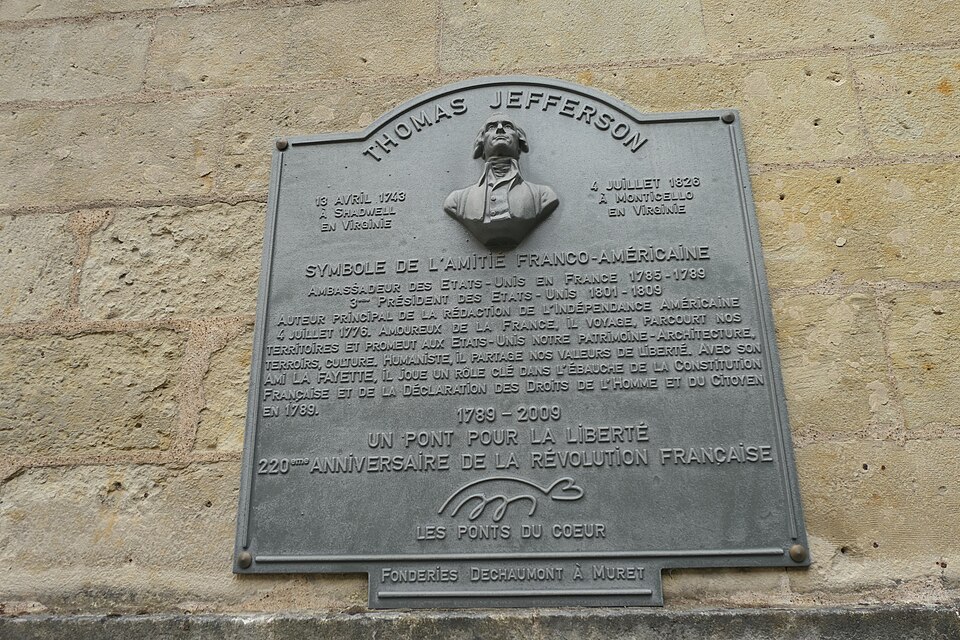 THOMAS JEFFERSON
13 AVRIL 1743
À SHADWELL
EN VIRGINIE
4 JUILLET 1826
À MONTICELLO
EN VIRGINIE
SYMBOLE DE L'AMITIÉ FRANCO-AMÉRICAINE
AMBASSADEUR DES ETATS-UNIS EN FRANCE 1785-1789
3ème PRÉSIDENT DES ETATS-UNIS 1801-1809
AUTEUR PRINCIPAL DE LA RÉDACTION DE L'INDÉPENDANCE AMÉRICAINE
4 JUILLET 1776. AMOUREUX DE LA FRANCE, IL VOYAGE, PARCOURT NOS
TERRITOIRES ET PROMEUT AUX ETATS-UNIS NOTRE PATRIMOINE-ARCHITECTURE,
TERROIRS, CULTURE. HUMANISTE, IL PARTAGE NOS VALEURS DE LIBERTÉ. AVEC SON
AMI LA FAYETTE, IL JOUE UN RÔLE CLÉ DANS L'ÉBAUCHE DE LA CONSTITUTION
FRANÇAISE ET DE LA DÉCLARATION DES DROITS DE L'HOMME ET DU CITOYEN
EN 1789.
1789 - 2009
UN PONT POUR LA LIBERTÉ
220ème ANNIVERSAIRE DE LA RÉVOLUTION FRANÇAISE
LES PONTS DU COEUR
FONDERIES DECHAUMONT À MURET